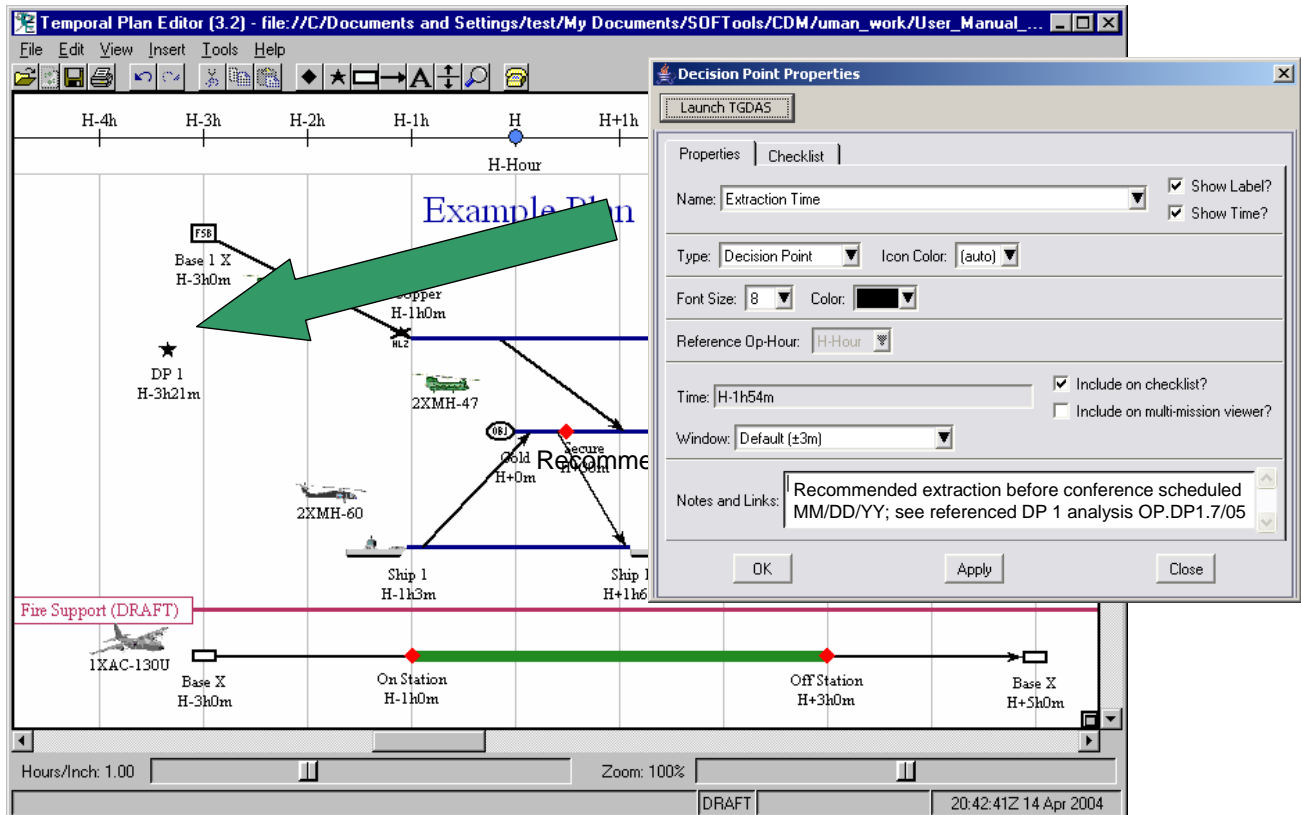 Temporal Plan Editor (3.2) - file://C/Documents and Settings/test/My Documents/SOFTools/CDM/uman_work/User_Manual_...
File Edit View Insert Tools Help
A
H-4h H-3h H-2h H-1h H H+1h
H-Hour
Example Plan
FSB
Base 1 X
H-3h0m
H-1h0m
HLZ
DP 1
H-3h21m
2XMH-47
OBJ
Gold
H+0m
Secure
Recomme
2XMH-60
Ship 1
H-1h3m
Ship 1
H+1h6
Fire Support (DRAFT)
1XAC-130U
Base X
H-3h0m
On Station
H-1h0m
Off Station
H+3h0m
Base X
H+5h0m
Hours/Inch: 1.00 Zoom: 100%
DRAFT 20:42:41Z 14 Apr 2004
Decision Point Properties
Launch TGDAS
Properties Checklist
Name: Extraction Time
Show Label?
Show Time?
Type: Decision Point Icon Color: (auto)
Font Size: 8 Color:
Reference Op-Hour: H-Hour
Time: H-1h54m
Include on checklist?
Include on multi-mission viewer?
Window: Default (±3m)
Notes and Links:
Recommended extraction before conference scheduled
MM/DD/YY; see referenced DP 1 analysis OP.DP1.7/05
OK Apply Close